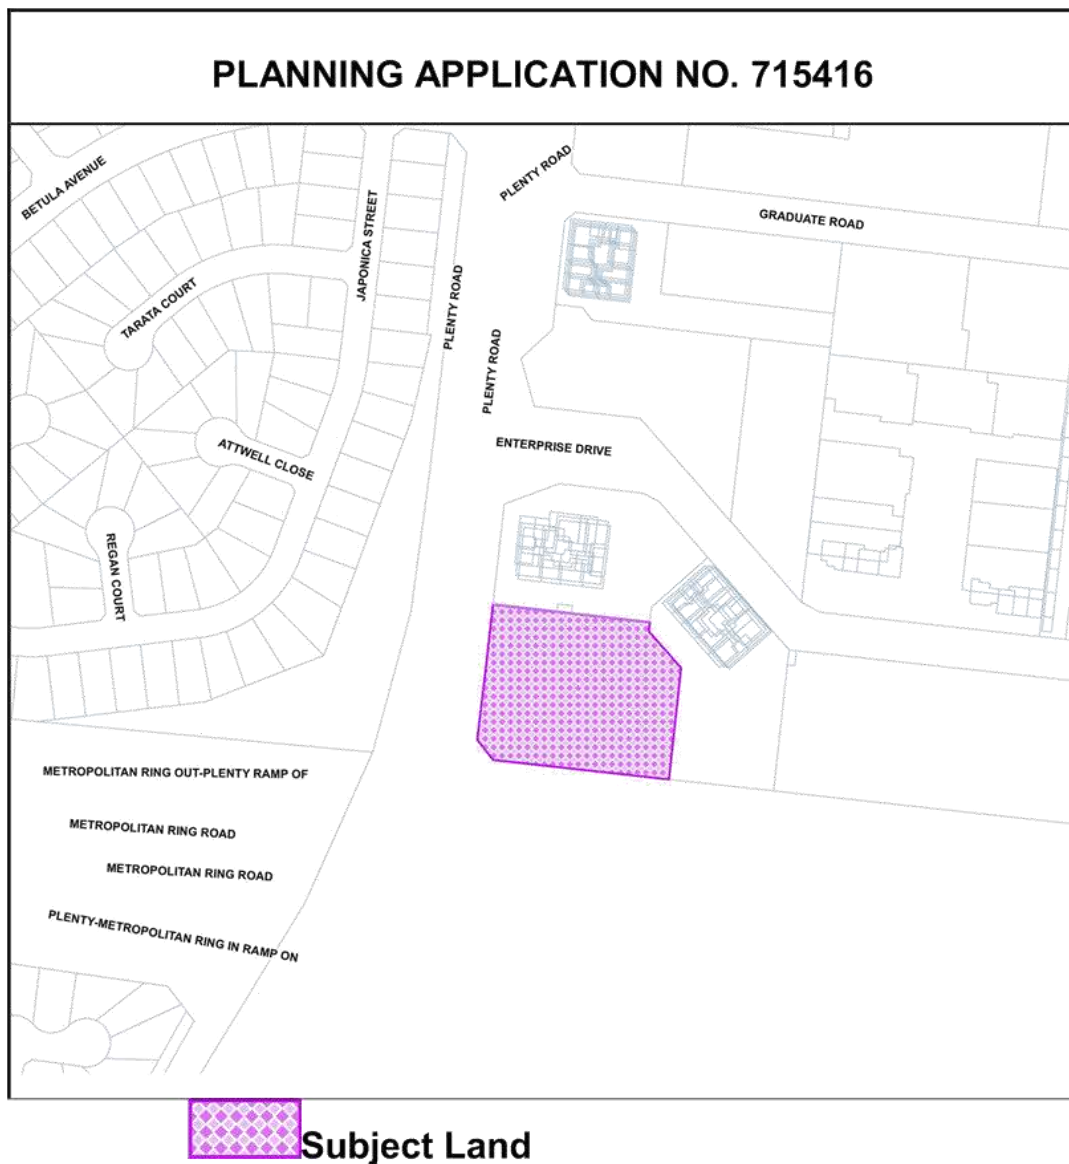 PLANNING APPLICATION NO. 715416
BETULA AVENUE
PLENTY ROAD
GRADUATE ROAD
JAPONICA STREET
TARATA COURT
PLENTY ROAD
PLENTY ROAD
ATTWELL CLOSE
ENTERPRISE DRIVE
REGAN COURT
METROPOLITAN RING OUT-PLENTY RAMP OF
METROPOLITAN RING ROAD
METROPOLITAN RING ROAD
PLENTY-METROPOLITAN RING IN RAMP ON
Subject Land